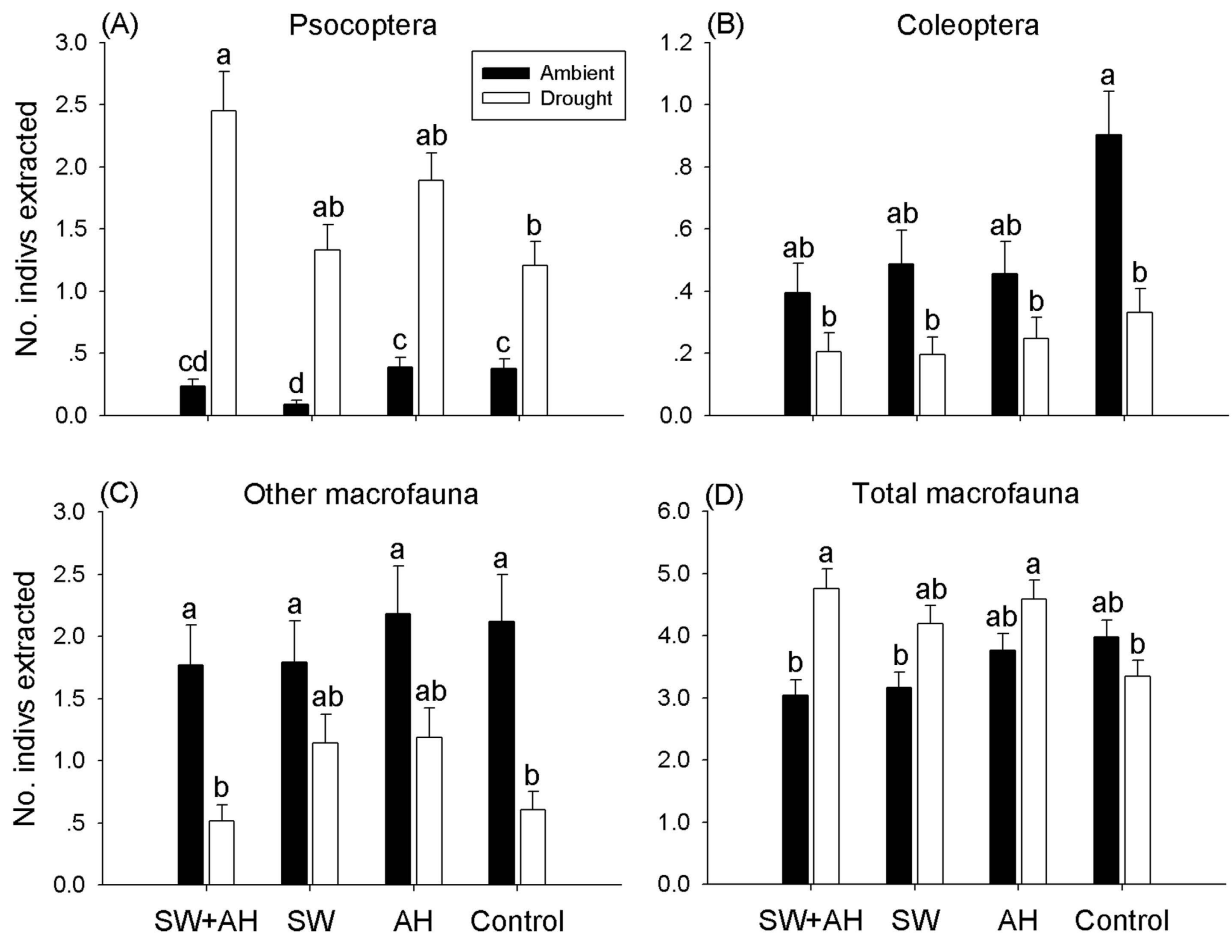 (A) Psocoptera
3.0
2.5
2.0
1.5
1.0
.5
0.0
No. indivs extracted
Ambient
Drought
a
ab
ab
b
cd
d
c
c
(B) Coleoptera
1.2
1.0
.8
.6
.4
.2
0.0
ab
b
ab
b
ab
b
a
b
(C) Other macrofauna
3.0
2.5
2.0
1.5
1.0
.5
0.0
No. indivs extracted
a
b
a
ab
a
ab
a
b
SW+AH SW AH Control
(D) Total macrofauna
6.0
5.0
4.0
3.0
2.0
1.0
0.0
b
a
b
ab
ab
a
ab
b
SW+AH SW AH Control